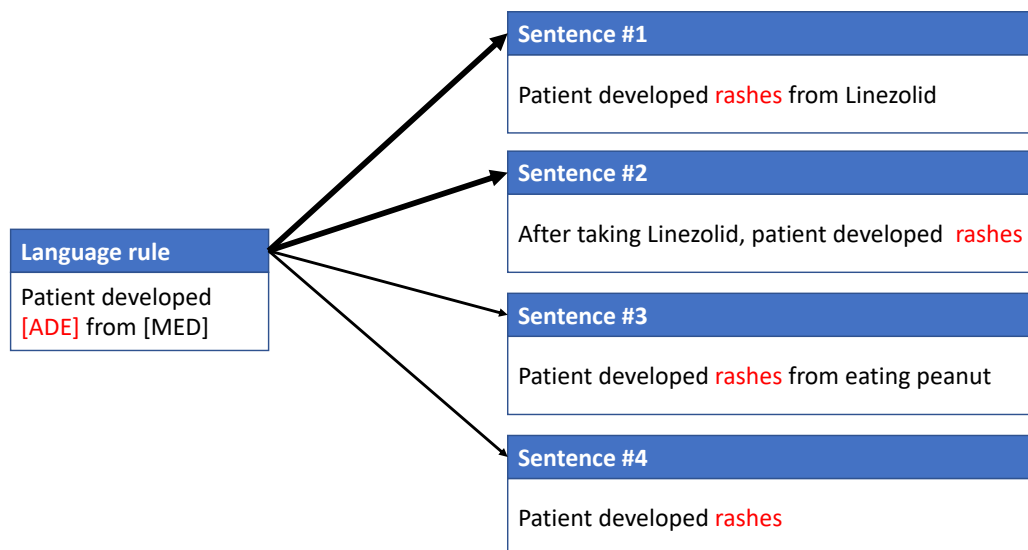 Language rule
Patient developed
[ADE] from [MED]
Sentence #1
Patient developed rashes from Linezolid
Sentence #2
After taking Linezolid, patient developed rashes
Sentence #3
Patient developed rashes from eating peanut
Sentence #4
Patient developed rashes